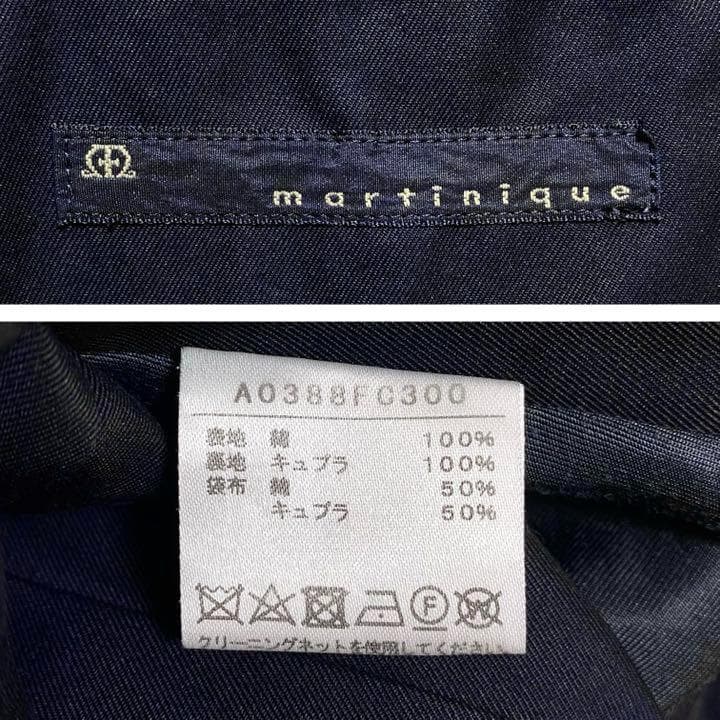 martinique
A0388FC300
表地 綿 100%
裏地 キュプラ 100%
袋布 綿 50%
キュプラ 50%
F W
クリーニングネットを使用してください